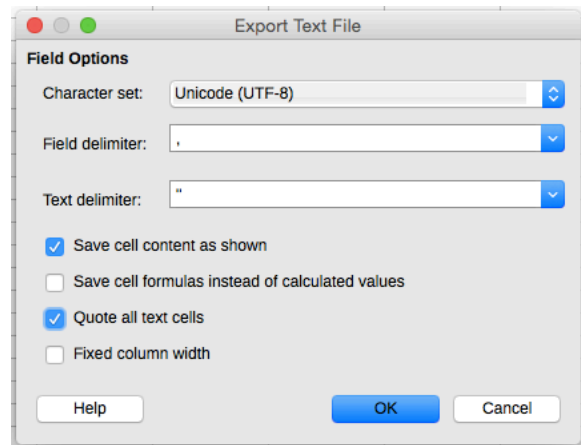 Export Text File
Field Options
Character set: Unicode (UTF-8)
Field delimiter: ,
Text delimiter: "
Save cell content as shown
Save cell formulas instead of calculated values
Quote all text cells
Fixed column width
Help OK Cancel